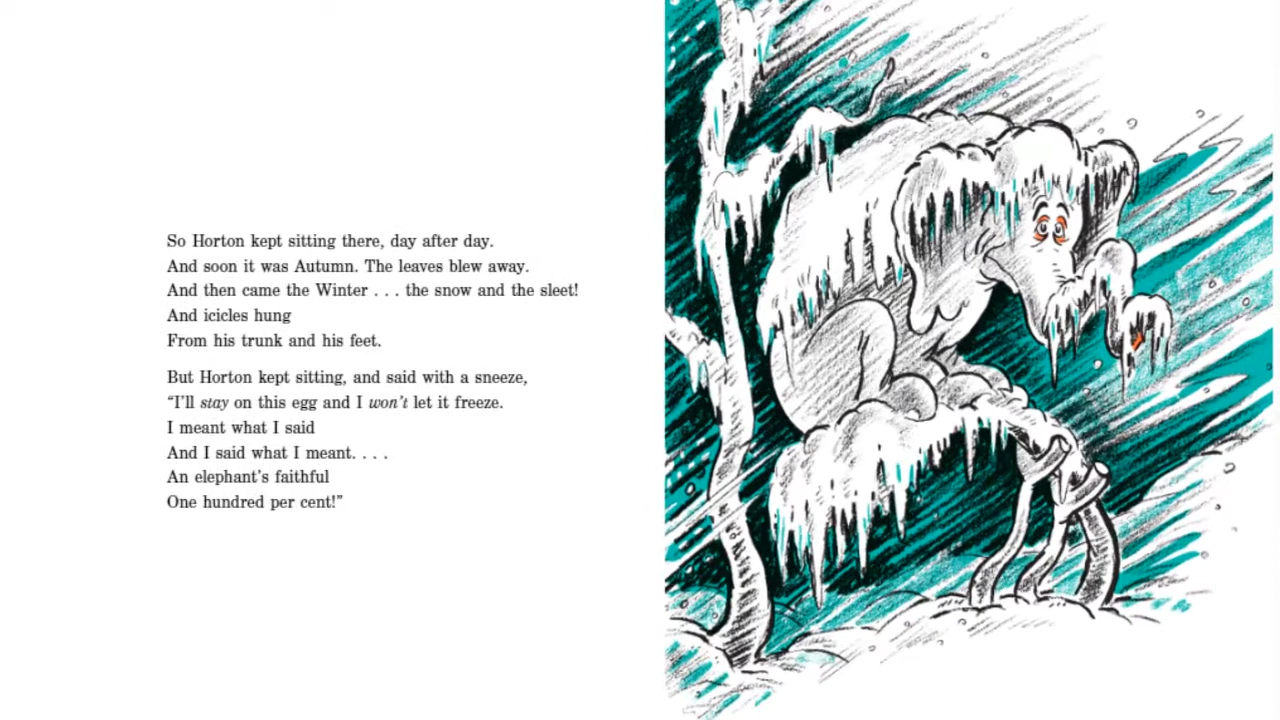 So Horton kept sitting there, day after day.
And soon it was Autumn. The leaves blew away.
And then came the Winter . . . the snow and the sleet!
And icicles hung
From his trunk and his feet.
But Horton kept sitting, and said with a sneeze,
“I’ll stay on this egg and I won’t let it freeze.
I meant what I said
And I said what I meant. . . .
An elephant’s faithful
One hundred per cent!”